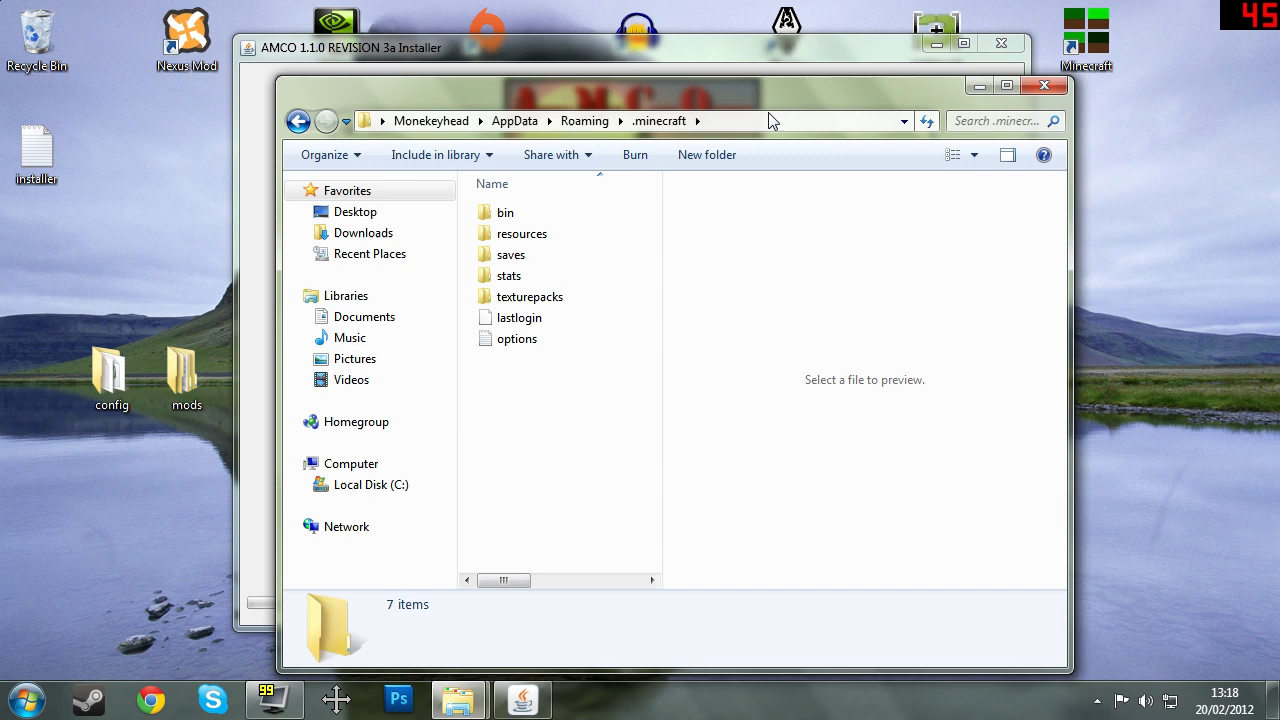 45
Recycle Bin
Nexus Mod
Minecraft
AMCO 1.1.0 REVISION 3a Installer
A-M-C-O
Monekeyhead
AppData
Roaming
.minecraft
Search .minecr...
Organize
Include in library
Share with
Burn
New folder
installer
config
mods
Favorites
Desktop
Downloads
Recent Places
Libraries
Documents
Music
Pictures
Videos
Homegroup
Computer
Local Disk (C:)
Network
Name
bin
resources
saves
stats
texturepacks
lastlogin
options
Select a file to preview.
7 items
99
Ps
13:18
20/02/2012